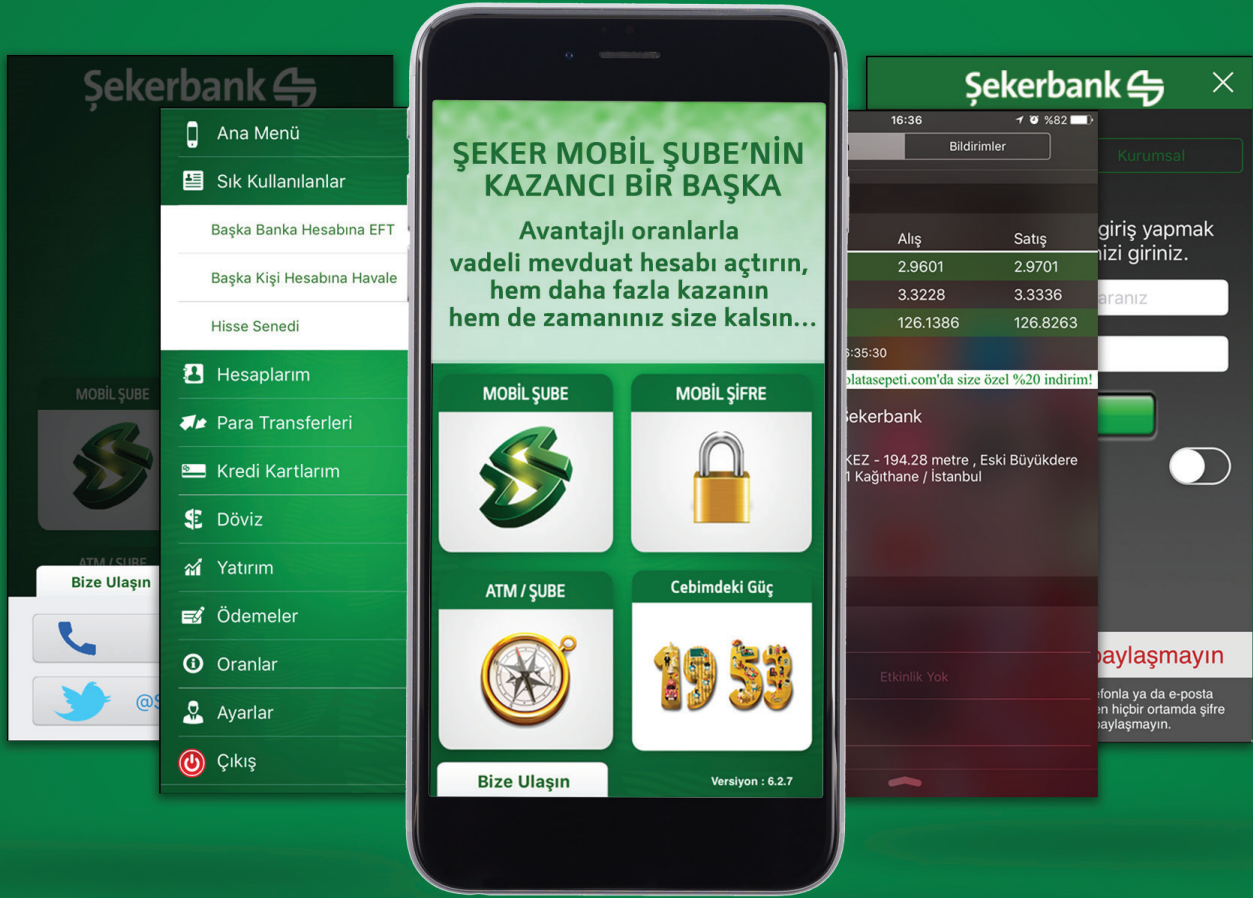 Şekerbank
MOBİL ŞUBE
ATM / ŞUBE
Bize Ulaşın
Ana Menü
Sık Kullanılanlar
Başka Banka Hesabına EFT
Başka Kişi Hesabına Havale
Hisse Senedi
Hesaplarım
Para Transferleri
Kredi Kartlarım
Döviz
Yatırım
Ödemeler
Oranlar
Ayarlar
Çıkış
ŞEKER MOBİL ŞUBE’NİN
KAZANCI BİR BAŞKA
Avantajlı oranlarla
vadeli mevduat hesabı açtırın,
hem daha fazla kazanın
hem de zamanınız size kalsın...
MOBİL ŞUBE
MOBİL ŞİFRE
ATM / ŞUBE
Cebimdeki Güç
1953
Bize Ulaşın
Versiyon : 6.2.7
16:36
%82
Bildirimler
Alış Satış
2.9601 2.9701
3.3228 3.3336
126.1386 126.8263
:35:30
olatasepeti.com'da size özel %20 indirim!
Şekerbank
KEZ - 194.28 metre , Eski Büyükdere
1 Kağıthane / İstanbul
Etkinlik Yok
Şekerbank
Kurumsal
giriş yapmak
nizi giriniz.
aranız
paylaşmayın
efonla ya da e-posta
en hiçbir ortamda şifre
paylaşmayın.